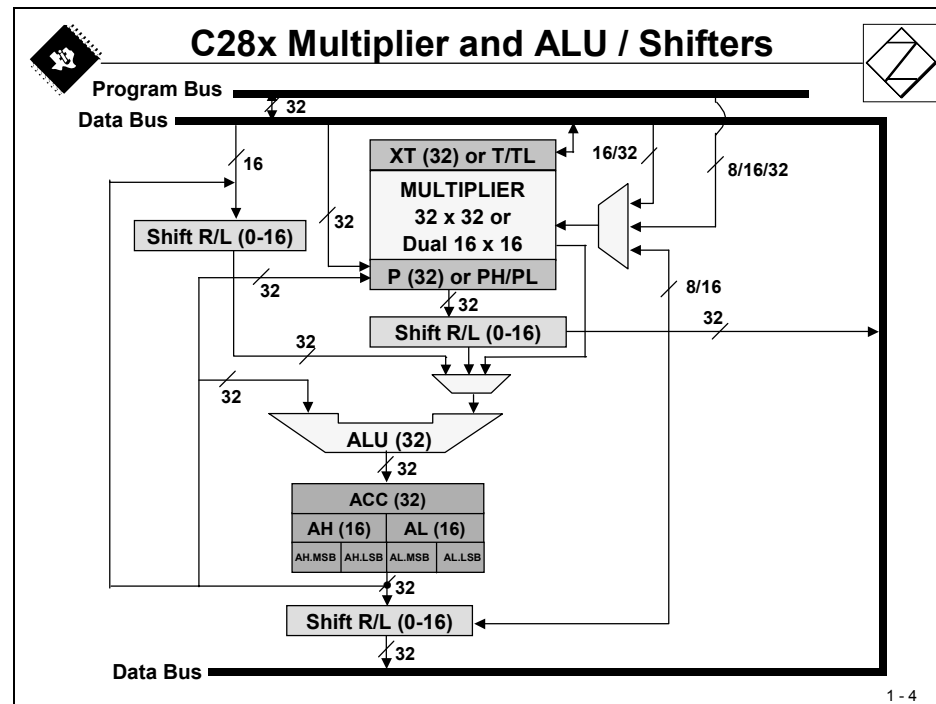 C28x Multiplier and ALU / Shifters
Program Bus
32
Data Bus
16
XT (32) or T/TL
16/32
8/16/32
MULTIPLIER
32 x 32 or
Dual 16 x 16
32
Shift R/L (0-16)
32
P (32) or PH/PL
8/16
32
Shift R/L (0-16)
32
32
32
ALU (32)
32
ACC (32)
AH (16)
AL (16)
AH.MSB
AH.LSB
AL.MSB
AL.LSB
32
Shift R/L (0-16)
32
Data Bus
1 - 4